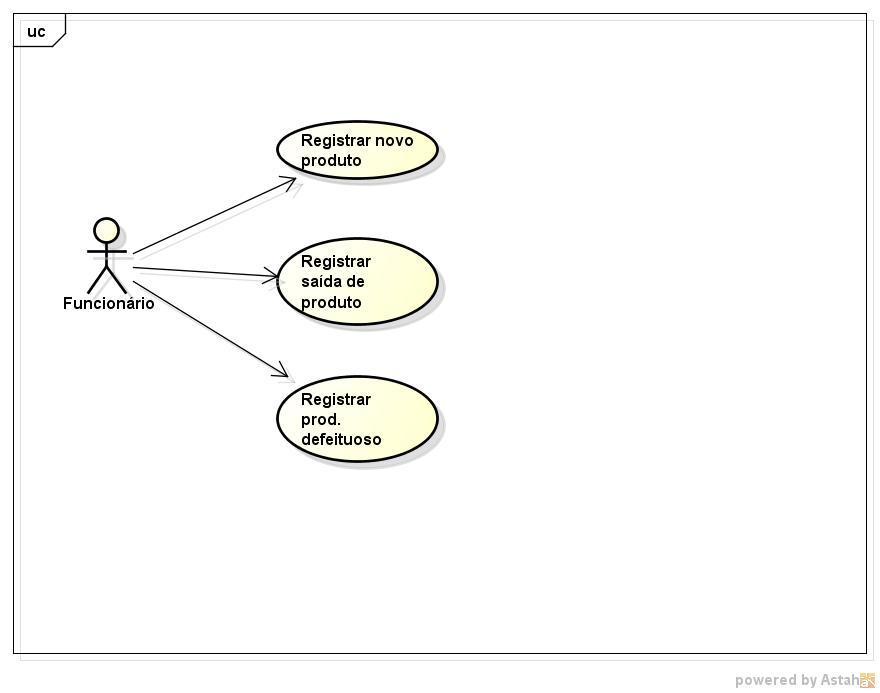 uc
Registrar novo
produto
Registrar
saída de
produto
Funcionário
Registrar
prod.
defeituoso
powered by Astah